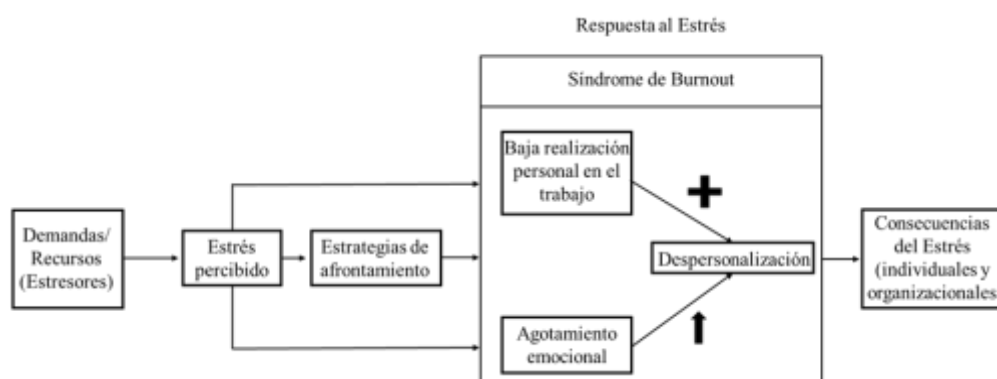 Respuesta al Estrés
Síndrome de Burnout
Baja realización
personal en el
trabajo
Demandas/
Recursos
(Estresores)
Estrés
percibido
Estrategias de
afrontamiento
Despersonalización
Agotamiento
emocional
Consecuencias
del Estrés
(individuales y
organizacionales